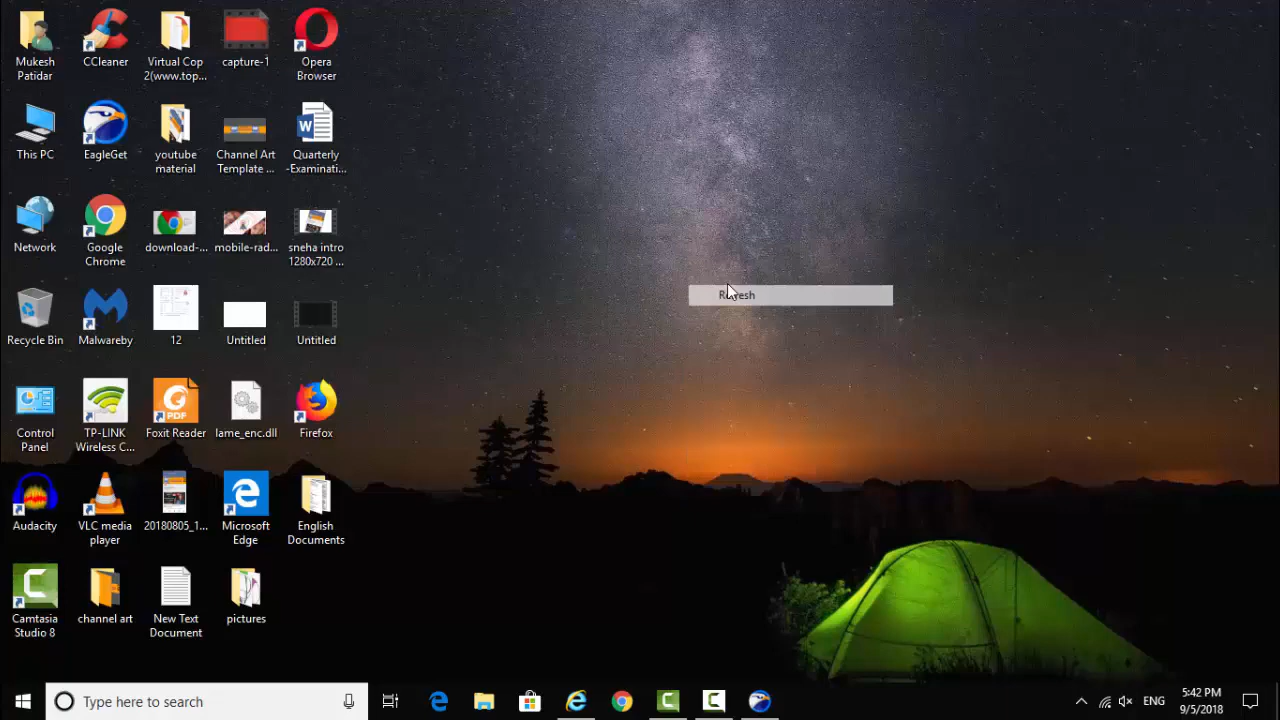 Mukesh
Patidar
CCleaner
Virtual Cop
2(www.top...
capture-1
Opera
Browser
This PC
EagleGet
youtube
material
Channel Art
Template ...
Quarterly
-Examinati...
Network
Google
Chrome
download-...
mobile-rad...
sneha intro
1280x720 ...
Refresh
Recycle Bin
Malwareby
12
Untitled
Untitled
Control
Panel
TP-LINK
Wireless C...
PDF
Foxit Reader
lame_enc.dll
Firefox
Audacity
VLC media
player
20180805_1...
Microsoft
Edge
English
Documents
Camtasia
Studio 8
channel art
New Text
Document
pictures
Type here to search
ENG
5:42 PM
9/5/2018